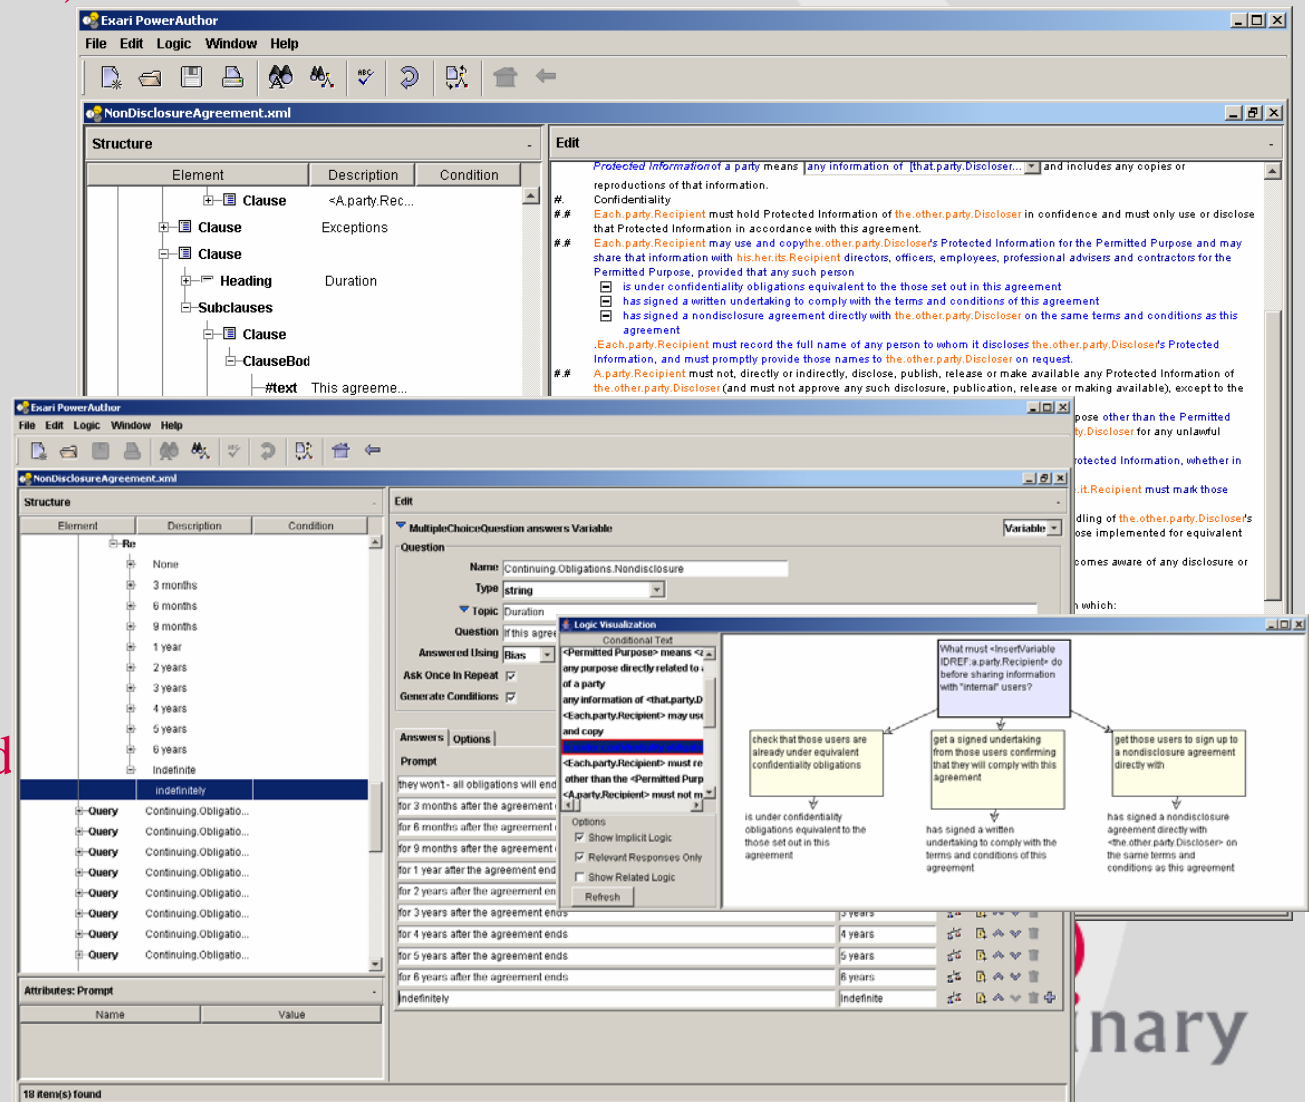 Exari PowerAuthor
File Edit Logic Window Help
ABC
NonDisclosureAgreement.xml
Structure -
Element Description Condition
Clause <A.party.Rec...
Clause Exceptions
Clause
Heading Duration
Subclauses
Clause
ClauseBod
#text This agreeme...
Edit -
Protected Information of a party means any information of [that.party.Discloser... and includes any copies or
reproductions of that information.
#. Confidentiality
#.# Each.party.Recipient must hold Protected Information of the.other.party.Discloser in confidence and must only use or disclose
that Protected Information in accordance with this agreement.
#.# Each.party.Recipient may use and copythe.other.party.Discloser's Protected Information for the Permitted Purpose and may
share that information with his.her.its.Recipient directors, officers, employees, professional advisers and contractors for the
Permitted Purpose, provided that any such person
is under confidentiality obligations equivalent to the those set out in this agreement
has signed a written undertaking to comply with the terms and conditions of this agreement
has signed a nondisclosure agreement directly with the.other.party.Discloser on the same terms and conditions as this
agreement
.Each.party.Recipient must record the full name of any person to whom it discloses the.other.party.Discloser's Protected
Information, and must promptly provide those names to the.other.party.Discloser on request.
#.# A.party.Recipient must not, directly or indirectly, disclose, publish, release or make available any Protected Information of
the.other.party.Discloser (and must not approve any such disclosure, publication, release or making available), except to the
pose other than the Permitted
ty.Discloser for any unlawful
otected Information, whether in
.it.Recipient must mark those
dling of the.other.party.Discloser's
ose implemented for equivalent
comes aware of any disclosure or
which:
Exari PowerAuthor
File Edit Logic Window Help
NonDisclosureAgreement.xml
Structure -
Element Description Condition
Re
None
3 months
6 months
9 months
1 year
2 years
3 years
4 years
5 years
6 years
Indefinite
indefinitely
Query Continuing.Obligatio...
Query Continuing.Obligatio...
Query Continuing.Obligatio...
Query Continuing.Obligatio...
Query Continuing.Obligatio...
Query Continuing.Obligatio...
Query Continuing.Obligatio...
Query Continuing.Obligatio...
Attributes: Prompt -
Name Value
18 item(s) found
Edit -
MultipleChoiceQuestion answers Variable
Variable
Question
Name Continuing.Obligations.Nondisclosure
Type string
Topic Duration
Question If this agree
Answered Using Bias
Ask Once In Repeat
Generate Conditions
Answers Options
Prompt
they won't - all obligations will end
for 3 months after the agreement
for 6 months after the agreement
for 9 months after the agreement
for 1 year after the agreement end
for 2 years after the agreement en
for 3 years after the agreement ends 3 years
for 4 years after the agreement ends 4 years
for 5 years after the agreement ends 5 years
for 6 years after the agreement ends 6 years
indefinitely Indefinite
Logic Visualization
Conditional Text
<Permitted Purpose> means <a
any purpose directly related to a
of a party
any information of <that.party.D
<Each.party.Recipient> may use
and copy
<Each.party.Recipient> must re
other than the <Permitted Purp
<A.party.Recipient> must not m
Options
Show Implicit Logic
Relevant Responses Only
Show Related Logic
Refresh
What must <InsertVariable
IDREF:a.party.Recipient> do
before sharing information
with "internal" users?
check that those users are
already under equivalent
confidentiality obligations
get a signed undertaking
from those users confirming
that they will comply with this
agreement
get those users to sign up to
a nondisclosure agreement
directly with
is under confidentiality
obligations equivalent to the
those set out in this
agreement
has signed a written
undertaking to comply with the
terms and conditions of this
agreement
has signed a nondisclosure
agreement directly with
<the.other.party.Discloser> on
the same terms and
conditions as this agreement
d
inary